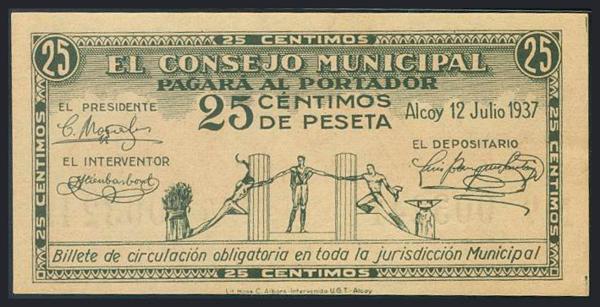 25 CENTIMOS
25
25
EL CONSEJO MUNICIPAL
PAGARÁ AL PORTADOR
25 CÉNTIMOS
DE PESETA
Alcoy 12 Julio 1937
EL PRESIDENTE
EL INTERVENTOR
EL DEPOSITARIO
25 CENTIMOS
25 CENTIMOS
Billete de circulación obligatoria en toda la jurisdicción Municipal
25 CENTIMOS
Intervenido U.G.T.-Alcoy